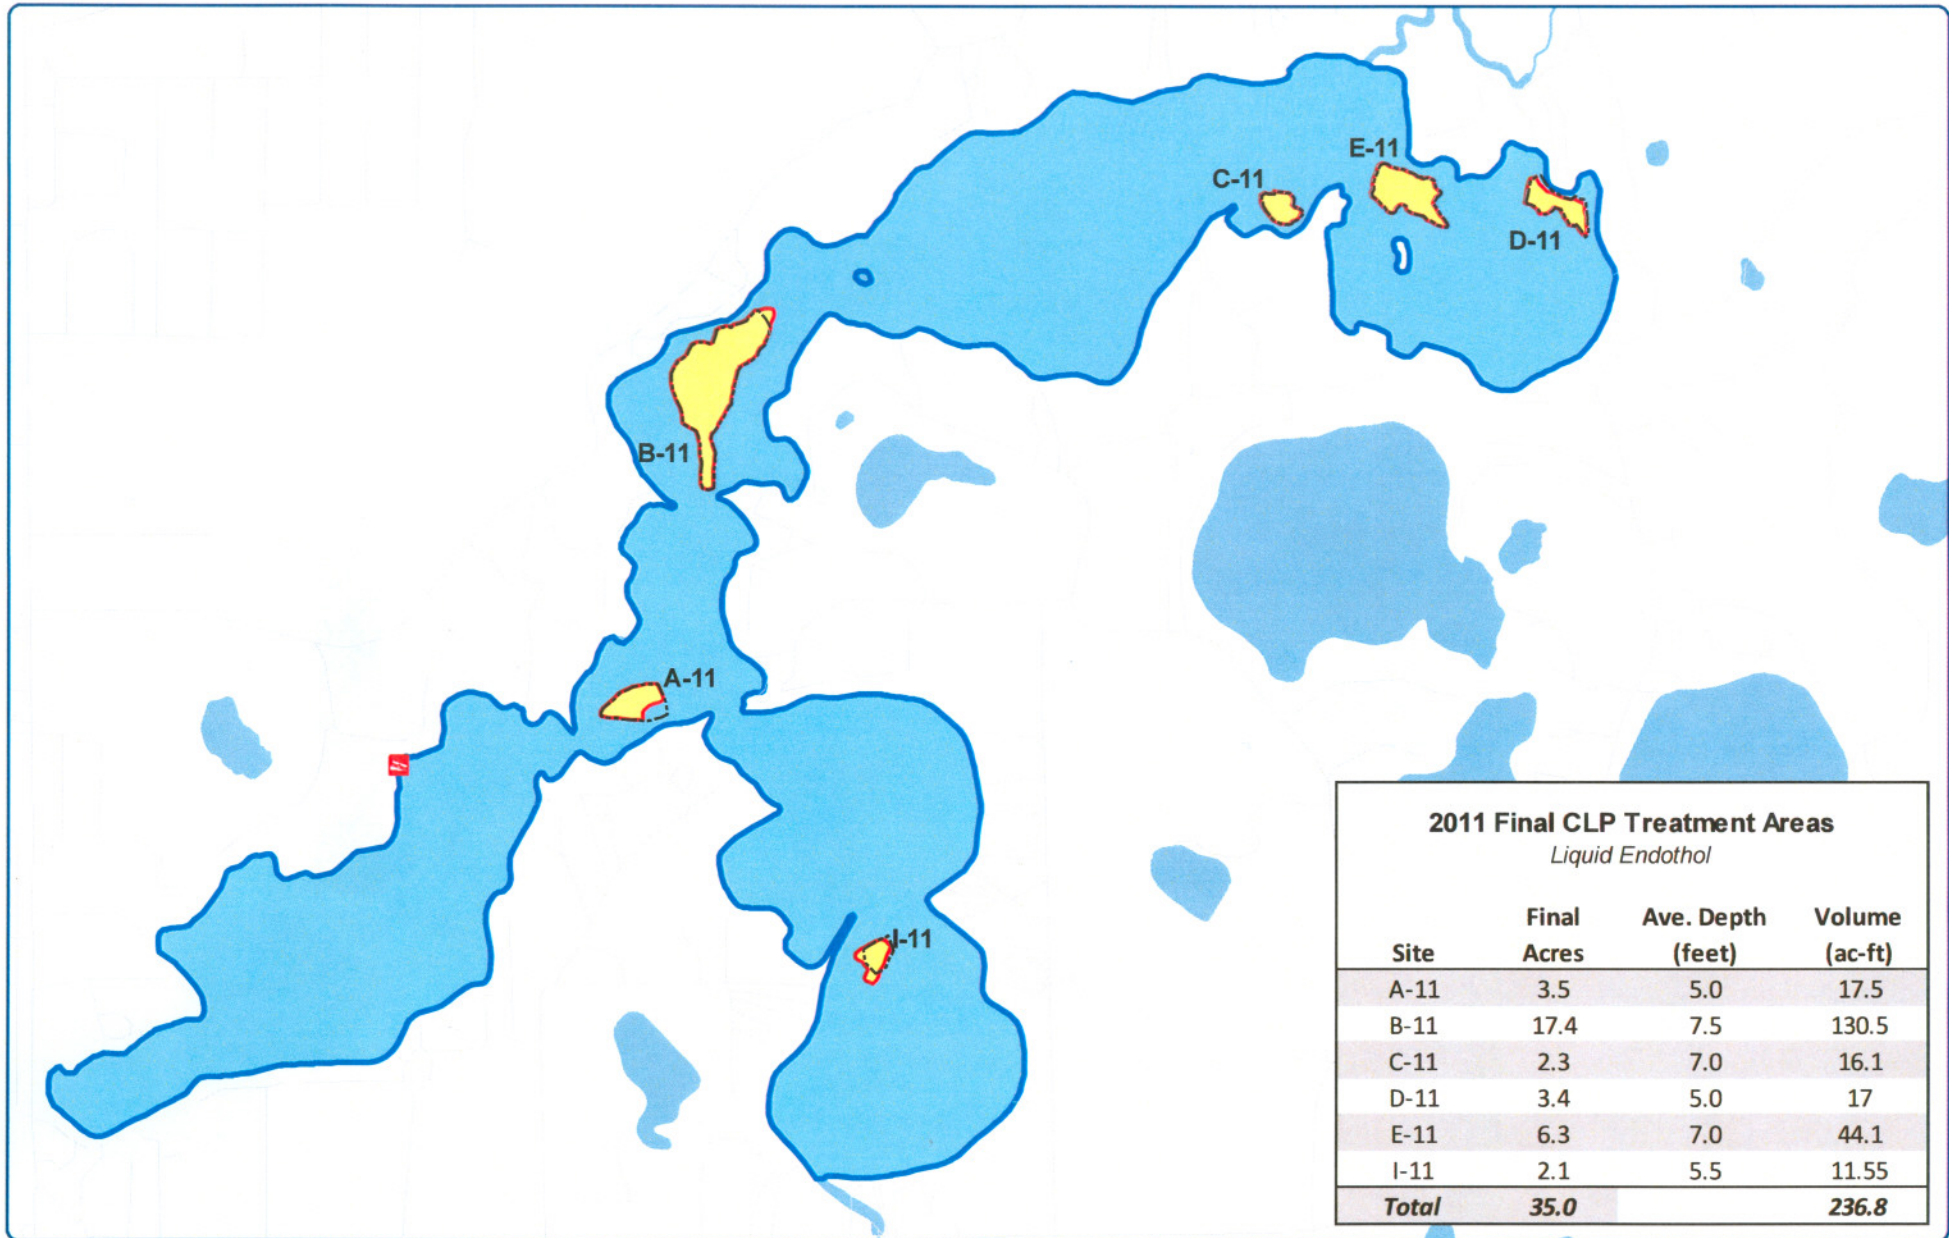 E-11
C-11
D-11
B-11
A-11
I-11
2011 Final CLP Treatment Areas
Liquid Endothol
Final Ave. Depth Volume
Site Acres (feet) (ac-ft)
A-11 3.5 5.0 17.5
B-11 17.4 7.5 130.5
C-11 2.3 7.0 16.1
D-11 3.4 5.0 17
E-11 6.3 7.0 44.1
I-11 2.1 5.5 11.55
Total 35.0 236.8